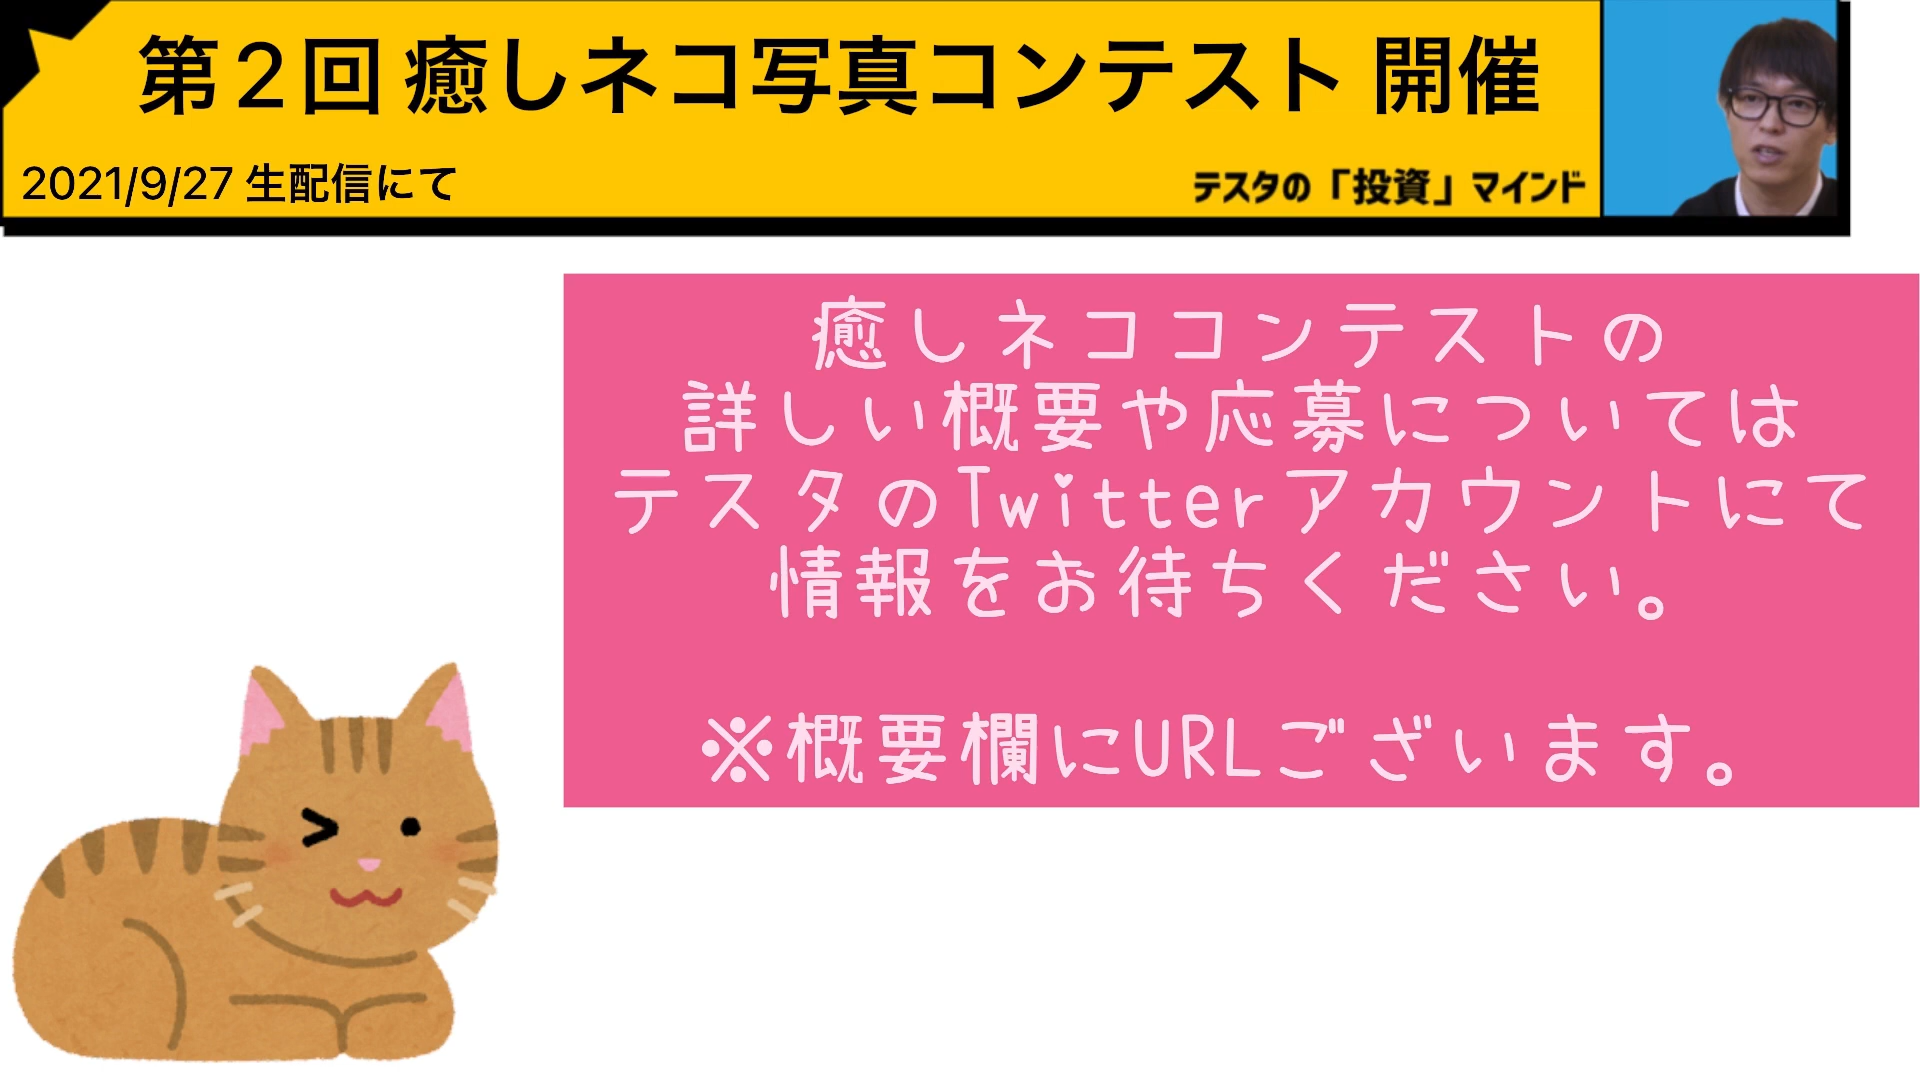 第2回 癒しネコ写真コンテスト 開催
2021/9/27 生配信にて
テスタの「投資」マインド
癒しネココンテストの
詳しい概要や応募については
テスタのTwitterアカウントにて
情報をお待ちください。
※概要欄にURLございます。